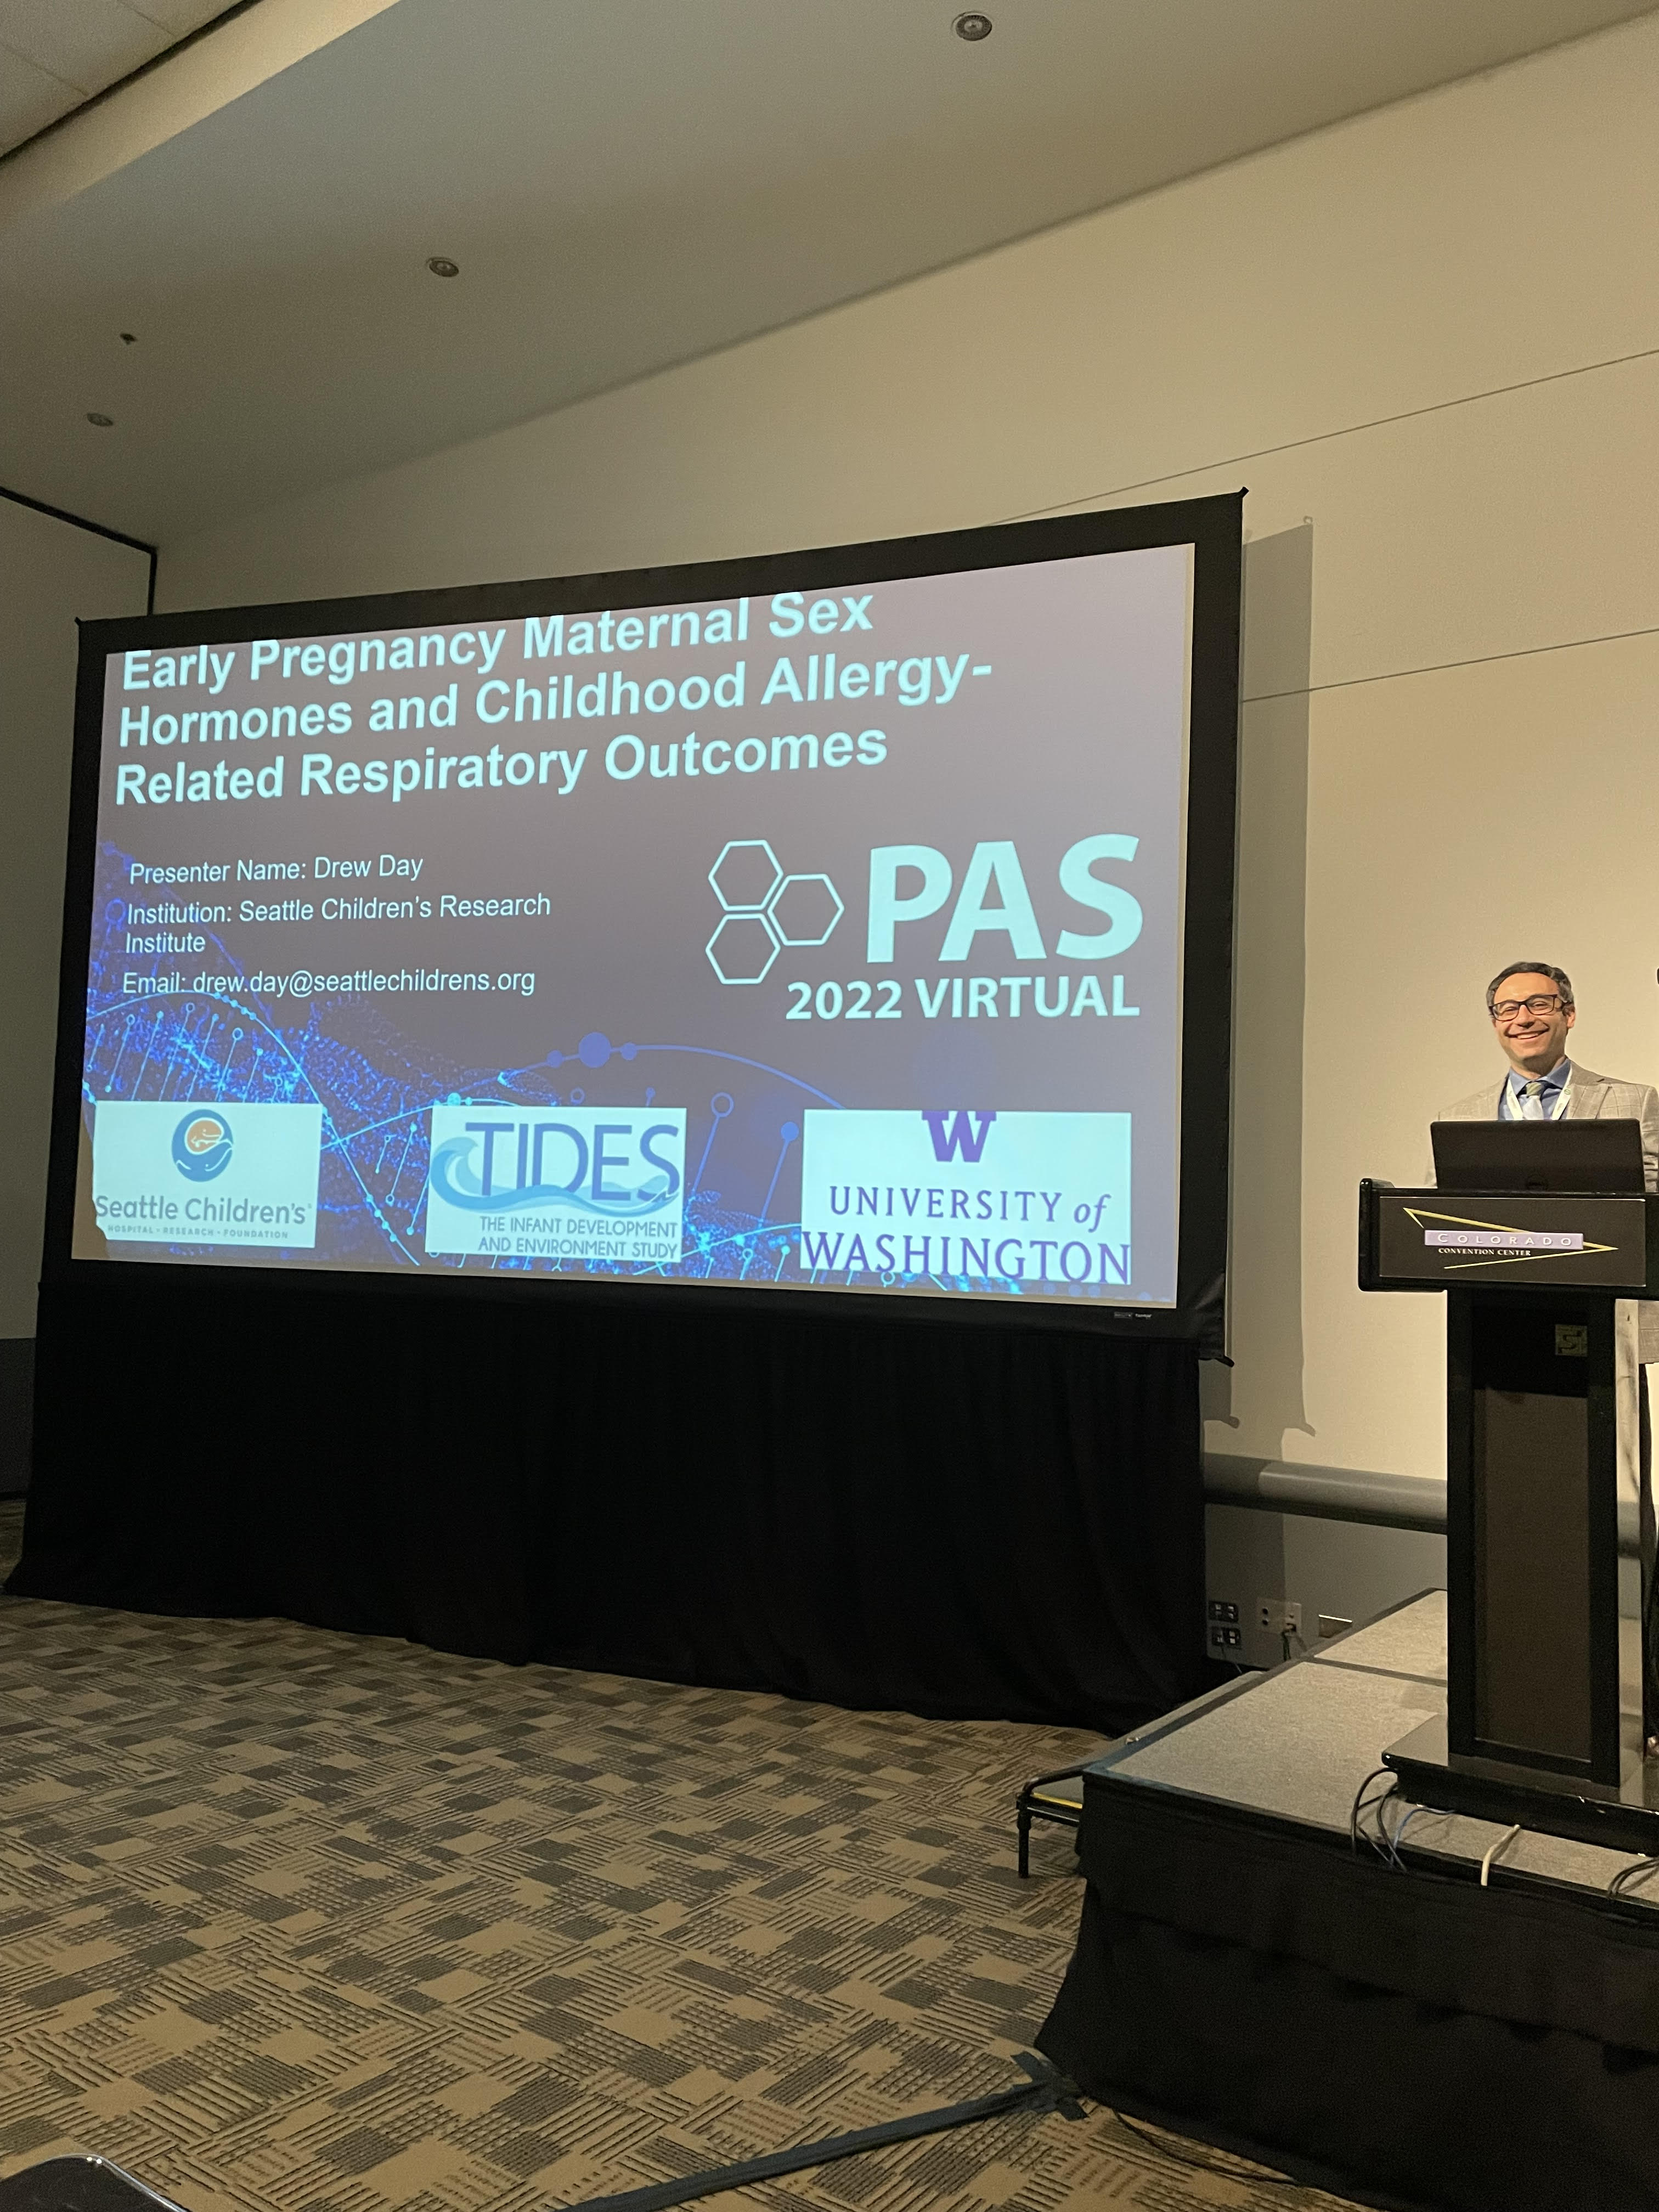 Early Pregnancy Maternal Sex
Hormones and Childhood Allergy-
Related Respiratory Outcomes
Presenter Name: Drew Day
Institution: Seattle Children's Research
Institute
Email: drew.day@seattlechildrens.org
PAS
2022 VIRTUAL
Seattle Children's
HOSPITAL • RESEARCH • FOUNDATION
TIDES
THE INFANT DEVELOPMENT
AND ENVIRONMENT STUDY
W
UNIVERSITY of
WASHINGTON
COLORADO
CONVENTION CENTER